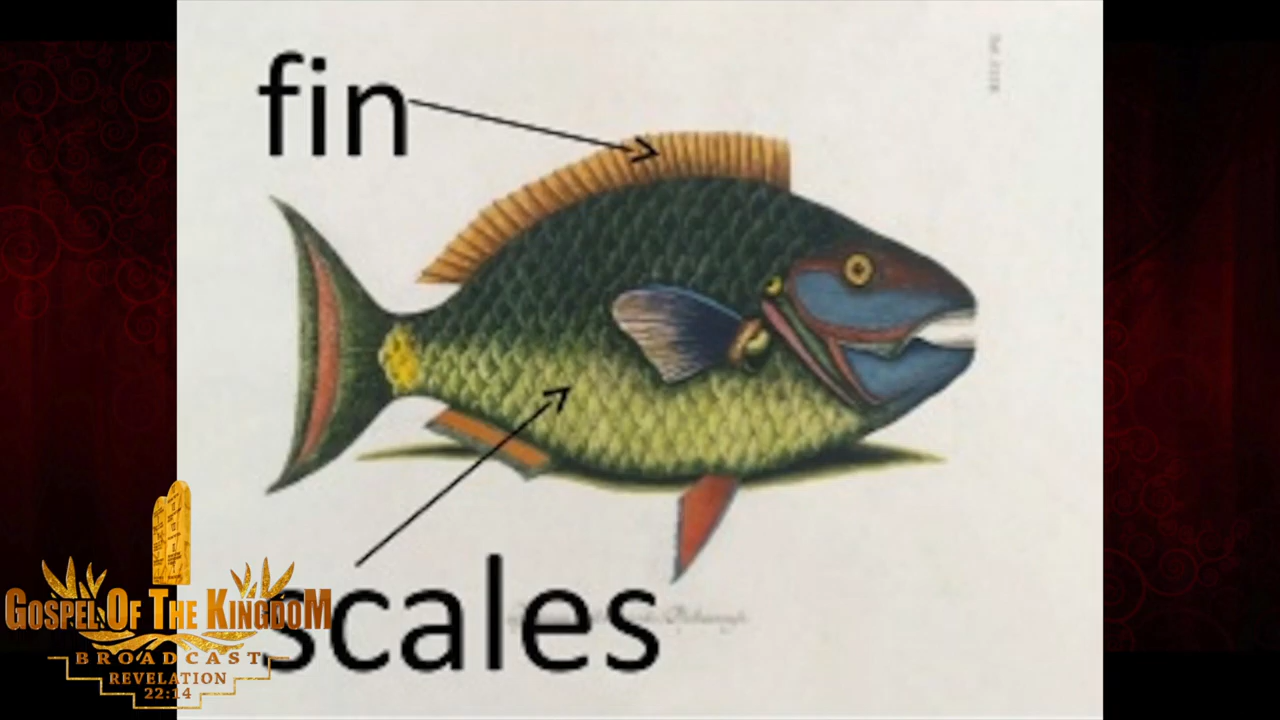 fin
scales
GOSPEL OF THE KINGDOM
BROADCAST
REVELATION
22:14